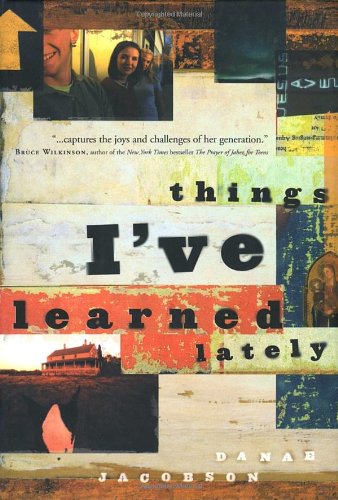 JESUS
"...captures the joys and challenges of her generation."
BRUCE WILKINSON, author of the New York Times bestseller The Prayer of Jabez for Teens
things
I've
learned
lately
DANAE
JACOBSON